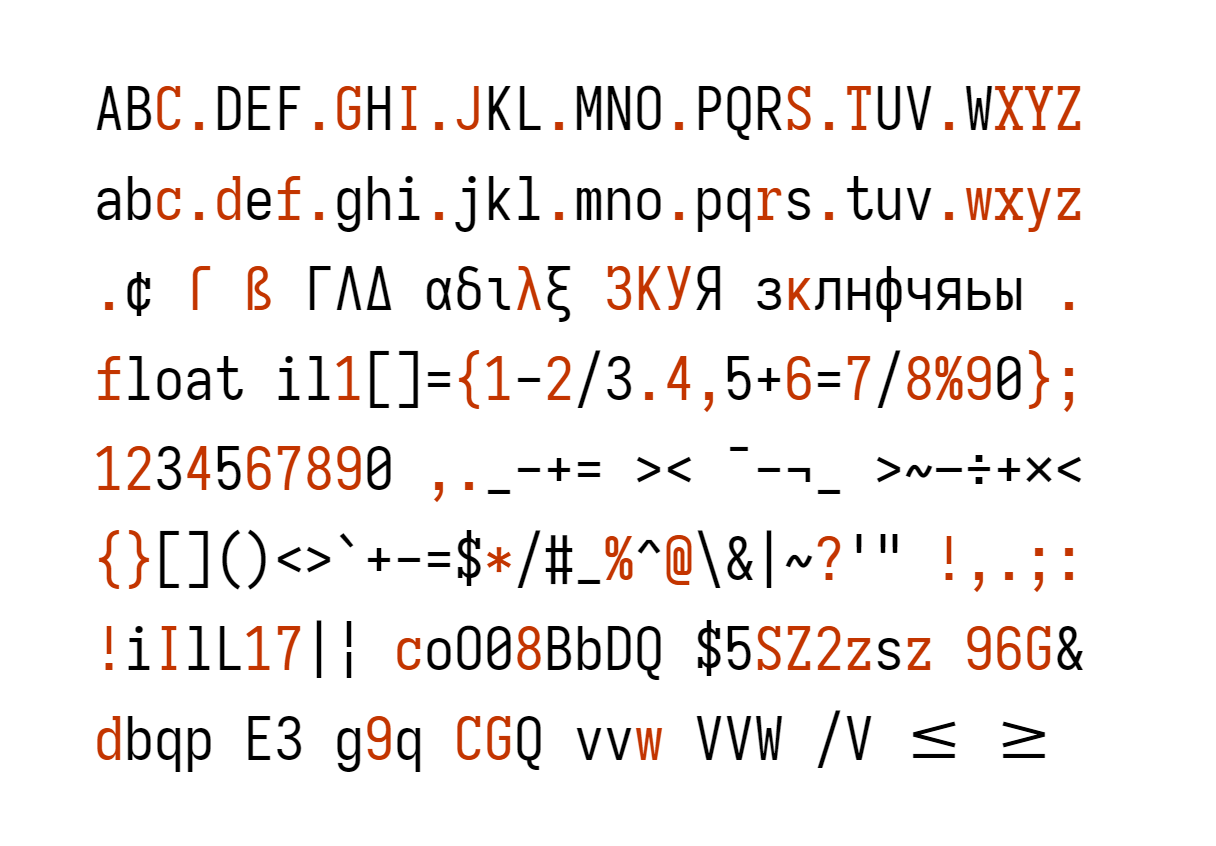 ABC.DEF.GHI.JKL.MNO.PQRS.TUV.WXYZ
abc.def.ghi.jkl.mno.pqrs.tuv.wxyz
.¢ ſ ß ΓΛΔ αδιλξ ЗКУЯ зклнфчяьы .
float il1[]={1-2/3.4,5+6=7/8%90};
1234567890 ,._-+= >< ¯-¬_ >~–÷+×<
{}[]()<>`+-=$*/#_%^@\&|~?'" !,.;:
!iIlL17|¦ coO08BbDQ $5SZ2zsz 96G&
dbqp E3 g9q CGQ vvw VVW /V ≤ ≥